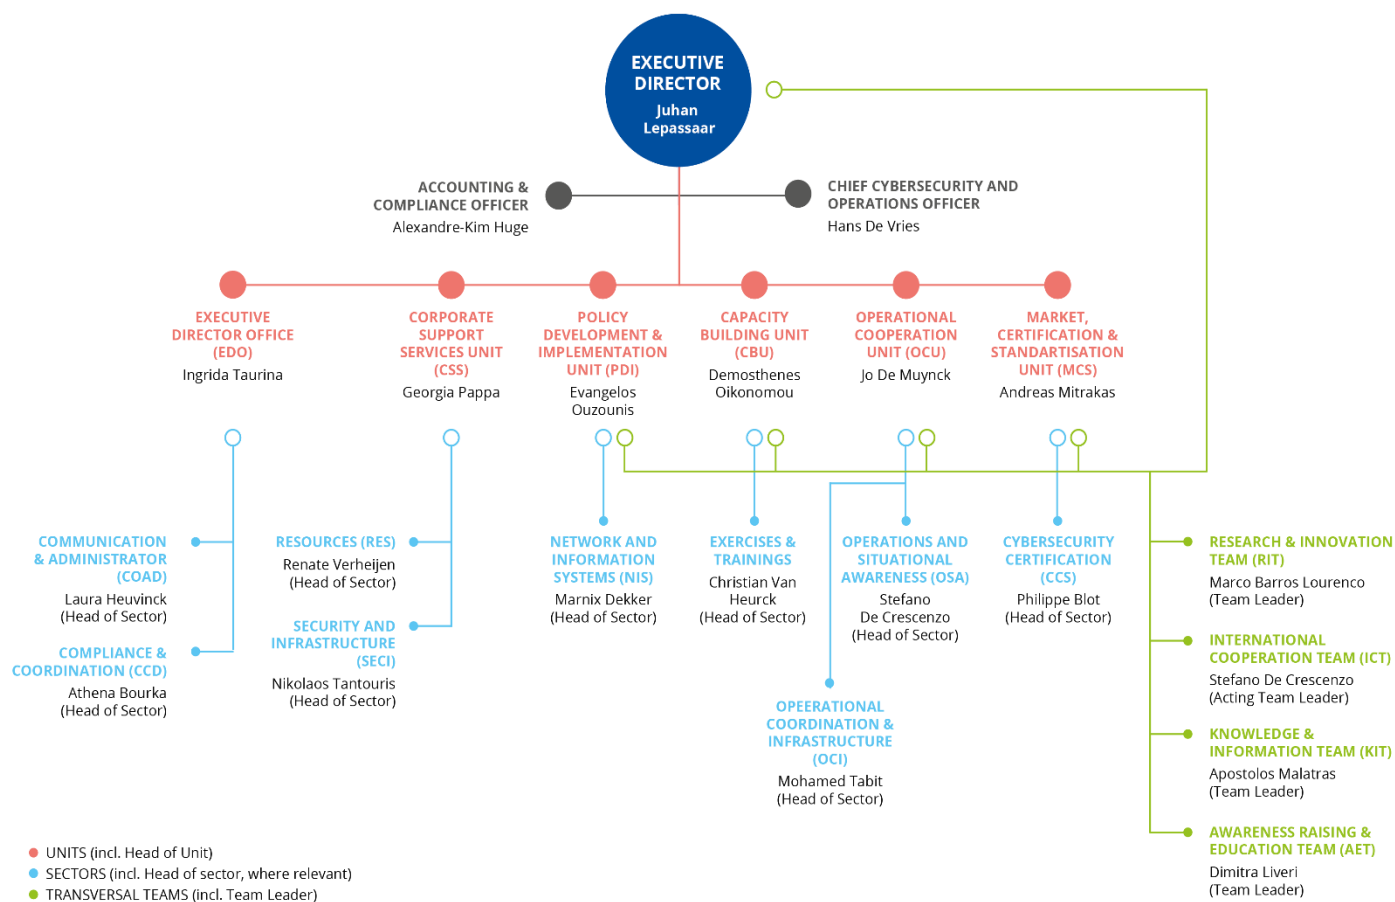 EXECUTIVE
DIRECTOR
Juhan
Lepassaar
ACCOUNTING &
COMPLIANCE OFFICER
Alexandre-Kim Huge
CHIEF CYBERSECURITY AND
OPERATIONS OFFICER
Hans De Vries
EXECUTIVE
DIRECTOR OFFICE
(EDO)
Ingrida Taurina
CORPORATE
SUPPORT
SERVICES UNIT
(CSS)
Georgia Pappa
POLICY
DEVELOPMENT &
IMPLEMENTATION
UNIT (PDI)
Evangelos
Ouzounis
CAPACITY
BUILDING UNIT
(CBU)
Demosthenes
Oikonomou
OPERATIONAL
COOPERATION
UNIT (OCU)
Jo De Muynck
MARKET,
CERTIFICATION &
STANDARTISATION
UNIT (MCS)
Andreas Mitrakas
COMMUNICATION
& ADMINISTRATOR
(COAD)
Laura Heuvinck
(Head of Sector)
COMPLIANCE &
COORDINATION (CCD)
Athena Bourka
(Head of Sector)
RESOURCES (RES)
Renate Verheijen
(Head of Sector)
SECURITY AND
INFRASTRUCTURE
(SECI)
Nikolaos Tantouris
(Head of Sector)
NETWORK AND
INFORMATION
SYSTEMS (NIS)
Marnix Dekker
(Head of Sector)
EXERCISES &
TRAININGS
Christian Van
Heurck
(Head of Sector)
OPERATIONS AND
SITUATIONAL
AWARENESS (OSA)
Stefano
De Crescenzo
(Head of Sector)
OPEERATIONAL
COORDINATION &
INFRASTRUCTURE
(OCI)
Mohamed Tabit
(Head of Sector)
CYBERSECURITY
CERTIFICATION
(CCS)
Philippe Blot
(Head of Sector)
RESEARCH & INNOVATION
TEAM (RIT)
Marco Barros Lourenco
(Team Leader)
INTERNATIONAL
COOPERATION TEAM (ICT)
Stefano De Crescenzo
(Acting Team Leader)
KNOWLEDGE &
INFORMATION TEAM (KIT)
Apostolos Malatras
(Team Leader)
AWARENESS RAISING &
EDUCATION TEAM (AET)
Dimitra Liveri
(Team Leader)
UNITS (incl. Head of Unit)
SECTORS (incl. Head of sector, where relevant)
TRANSVERSAL TEAMS (incl. Team Leader)